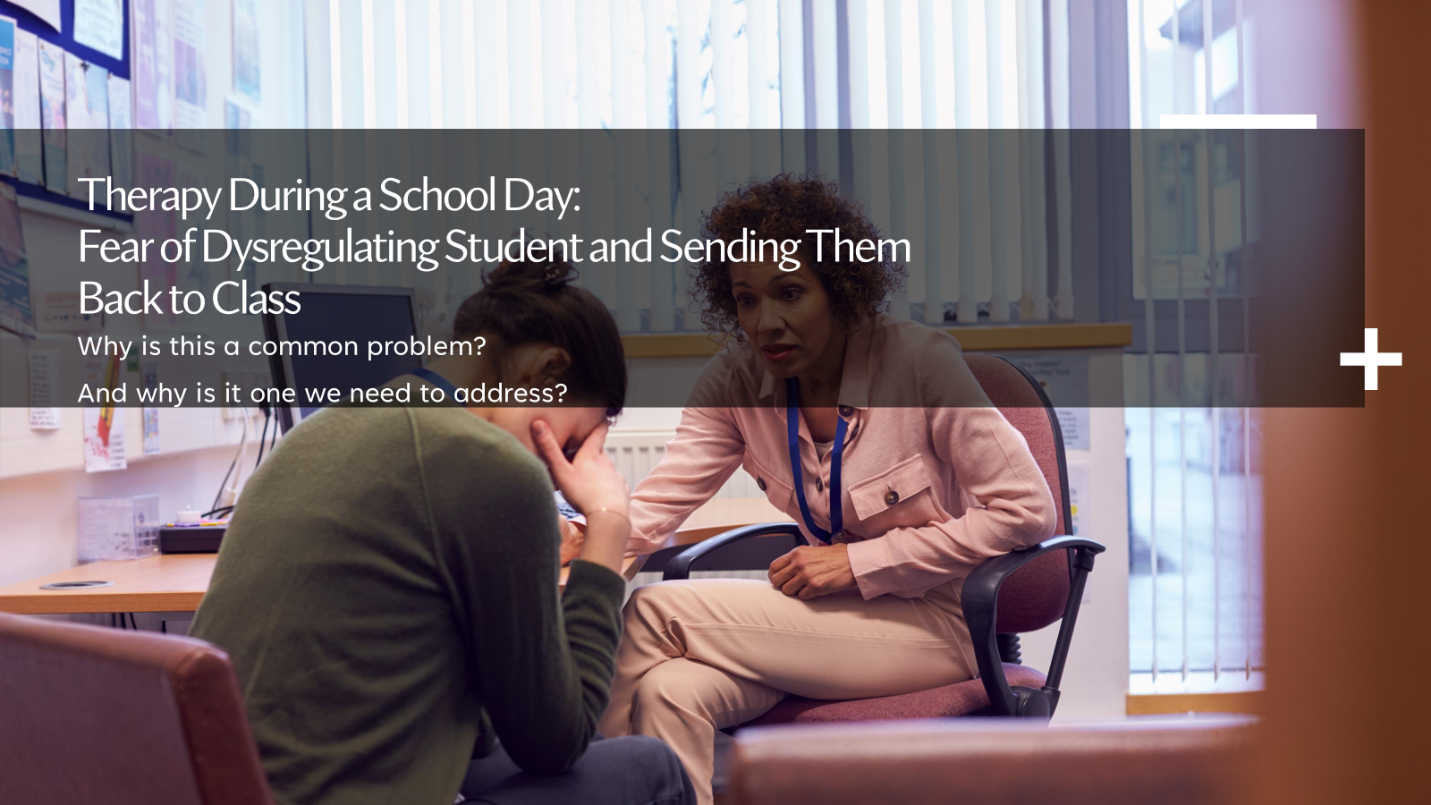 Therapy During a School Day:
Fear of Dysregulating Student and Sending Them
Back to Class
Why is this a common problem?
And why is it one we need to address?